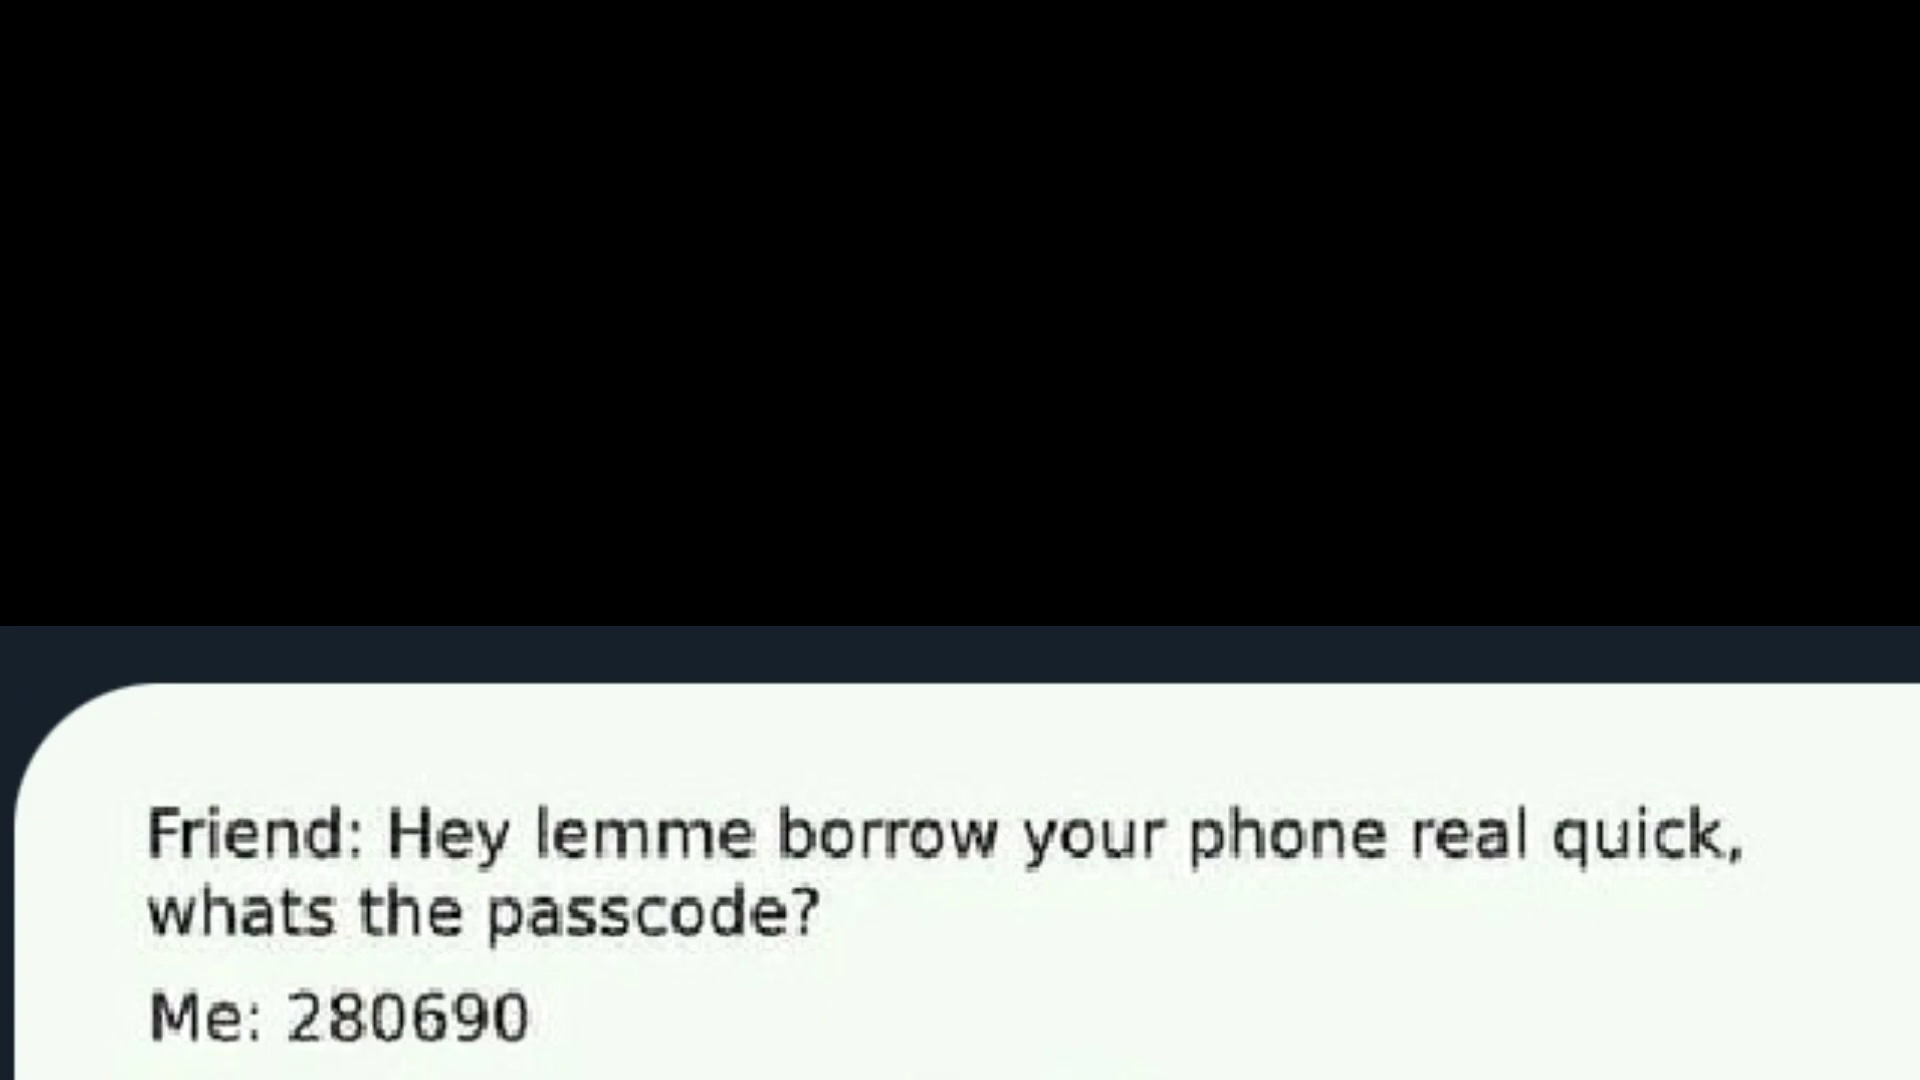 Friend: Hey lemme borrow your phone real quick,
whats the passcode?
Me: 280690